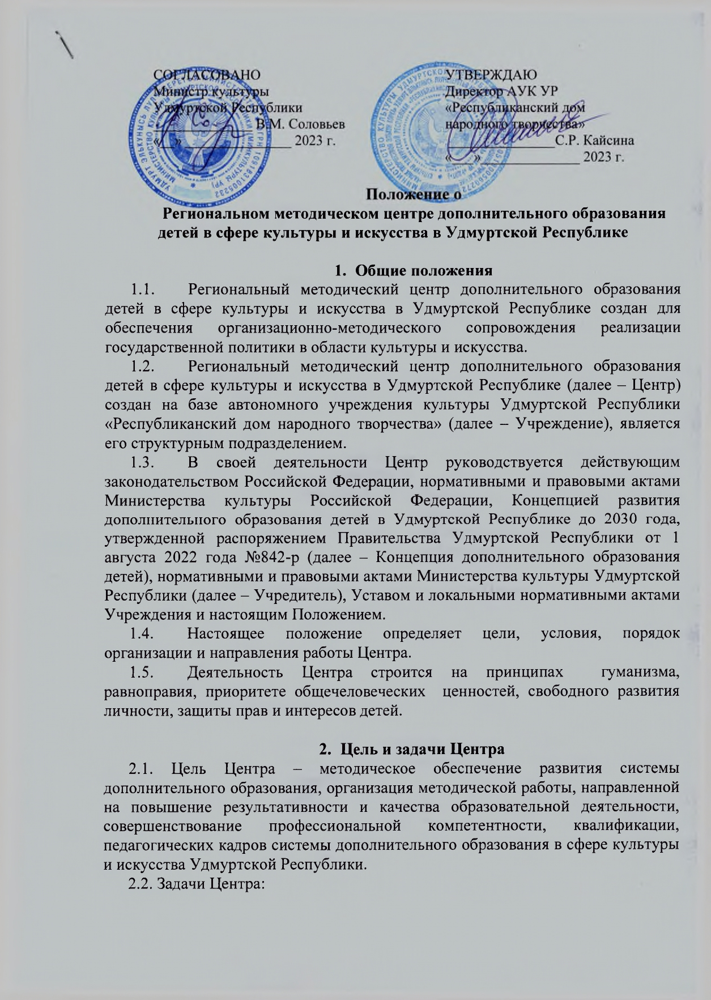 СОГЛАСОВАНО
Министр культуры
Удмуртской Республики
______________ В.М. Соловьев
«__»_______________ 2023 г.
УТВЕРЖДАЮ
Директор АУК УР
«Республиканский дом
народного творчества»
_______________С.Р. Кайсина
«___»______________ 2023 г.
Положение о
Региональном методическом центре дополнительного образования
детей в сфере культуры и искусства в Удмуртской Республике
1. Общие положения
1.1. Региональный методический центр дополнительного образования
детей в сфере культуры и искусства в Удмуртской Республике создан для
обеспечения организационно-методического сопровождения реализации
государственной политики в области культуры и искусства.
1.2. Региональный методический центр дополнительного образования
детей в сфере культуры и искусства в Удмуртской Республике (далее – Центр)
создан на базе автономного учреждения культуры Удмуртской Республики
«Республиканский дом народного творчества» (далее – Учреждение), является
его структурным подразделением.
1.3. В своей деятельности Центр руководствуется действующим
законодательством Российской Федерации, нормативными и правовыми актами
Министерства культуры Российской Федерации, Концепцией развития
дополнительного образования детей в Удмуртской Республике до 2030 года,
утвержденной распоряжением Правительства Удмуртской Республики от 1
августа 2022 года №842-р (далее – Концепция дополнительного образования
детей), нормативными и правовыми актами Министерства культуры Удмуртской
Республики (далее – Учредитель), Уставом и локальными нормативными актами
Учреждения и настоящим Положением.
1.4. Настоящее положение определяет цели, условия, порядок
организации и направления работы Центра.
1.5. Деятельность Центра строится на принципах гуманизма,
равноправия, приоритете общечеловеческих ценностей, свободного развития
личности, защиты прав и интересов детей.
2. Цель и задачи Центра
2.1. Цель Центра – методическое обеспечение развития системы
дополнительного образования, организация методической работы, направленной
на повышение результативности и качества образовательной деятельности,
совершенствование профессиональной компетентности, квалификации,
педагогических кадров системы дополнительного образования в сфере культуры
и искусства Удмуртской Республики.
2.2. Задачи Центра: